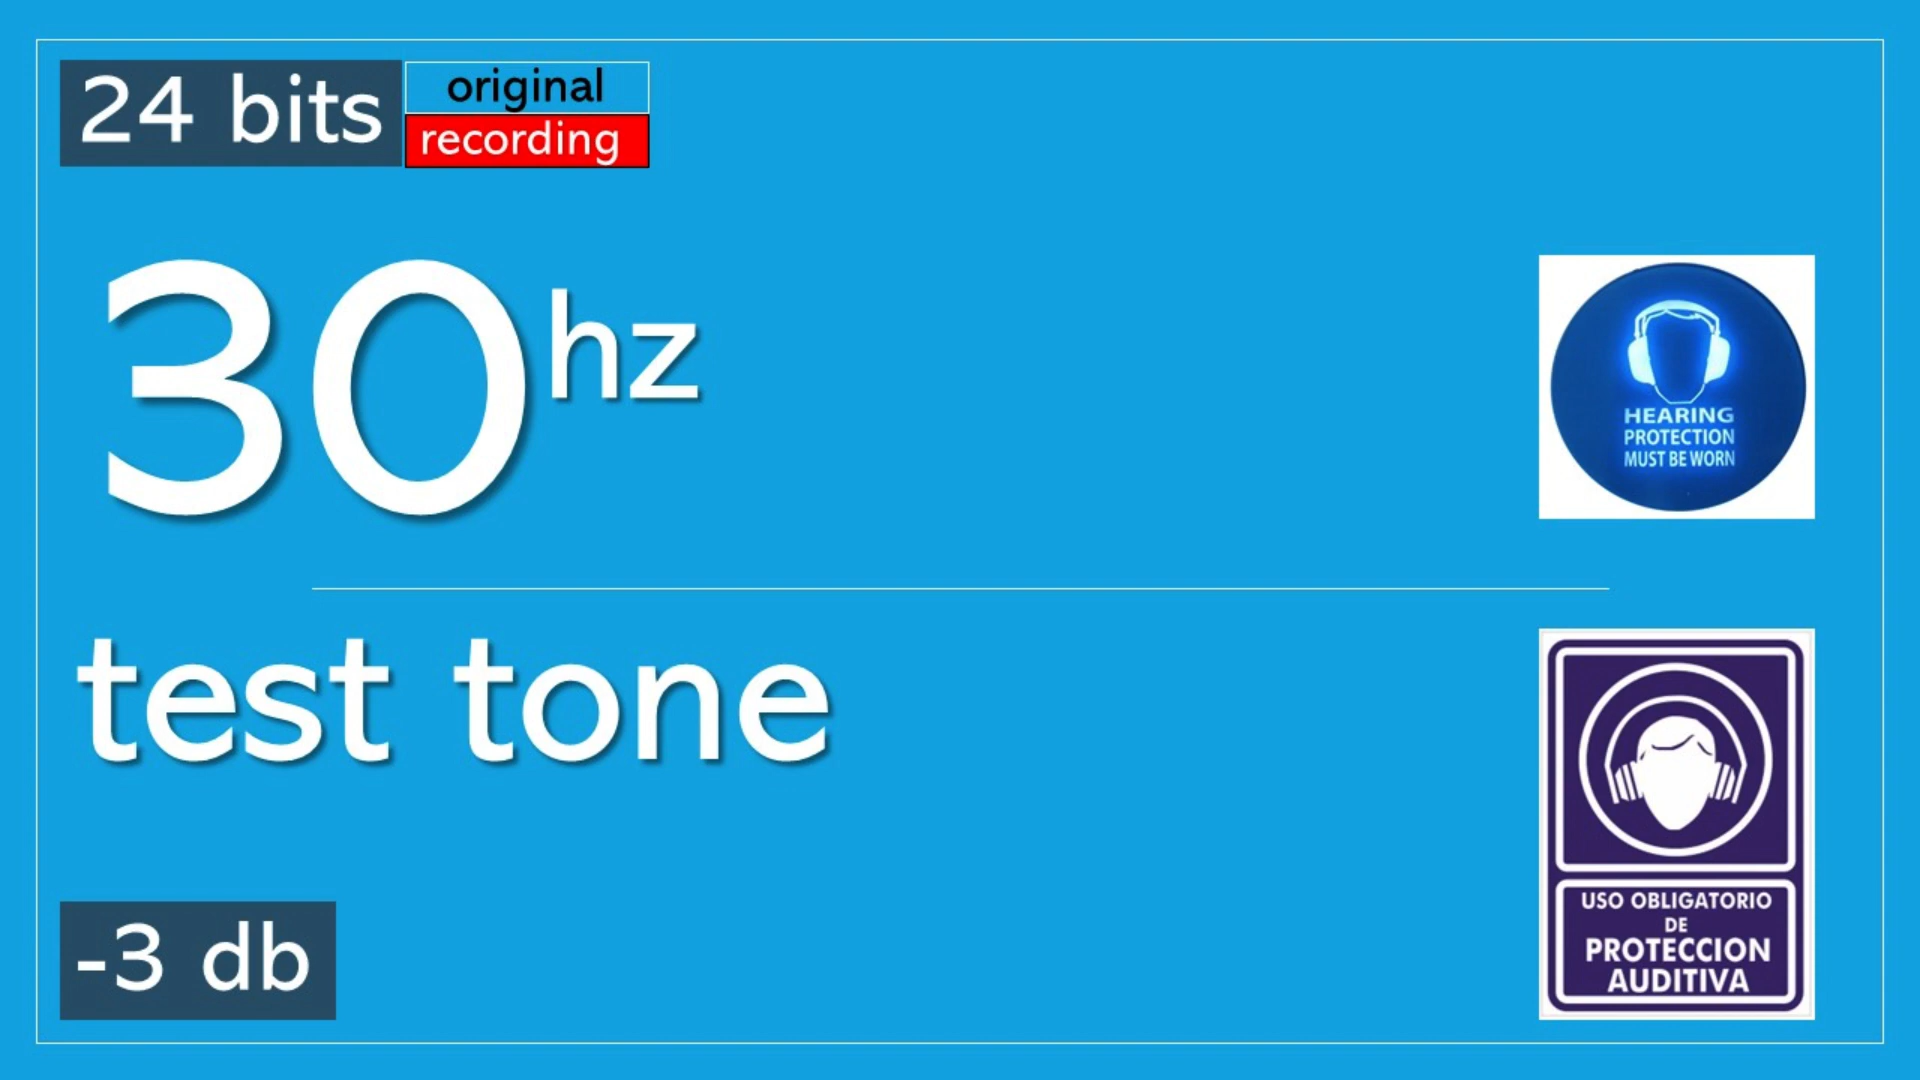 24 bits
original
recording
30hz
HEARING
PROTECTION
MUST BE WORN
test tone
USO OBLIGATORIO
DE
PROTECCION
AUDITIVA
-3 db